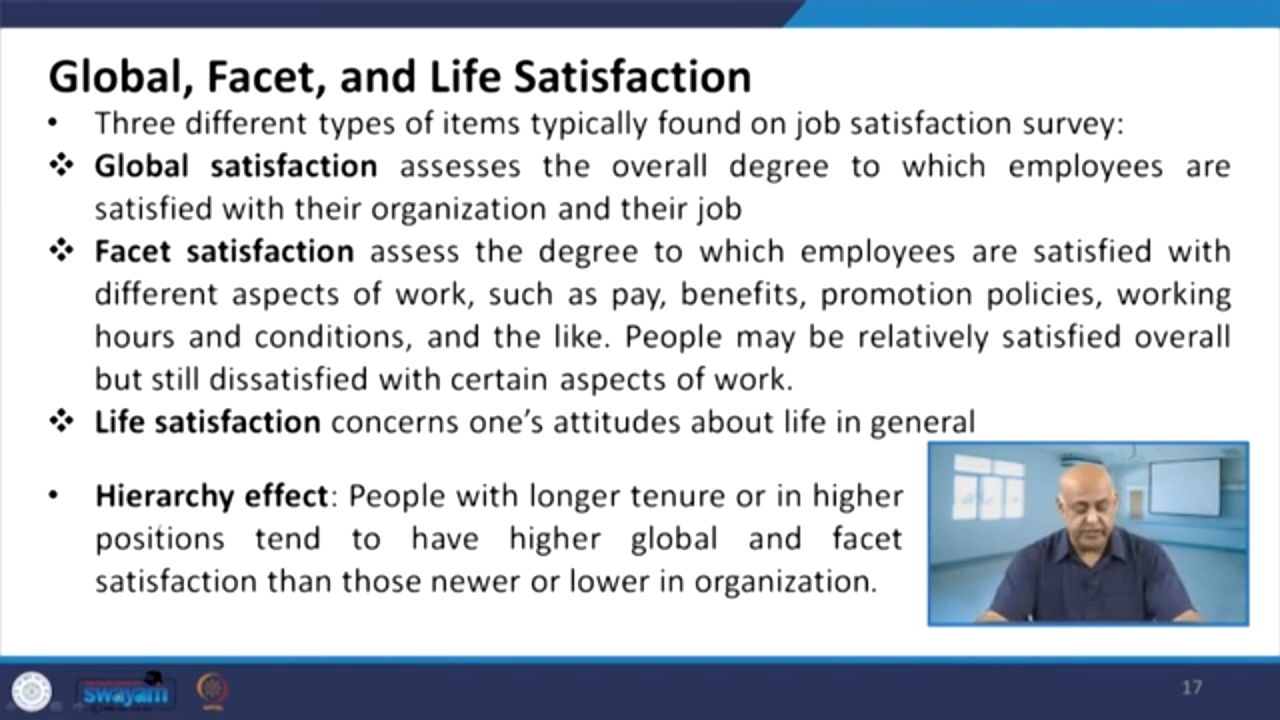 Global, Facet, and Life Satisfaction
• Three different types of items typically found on job satisfaction survey:
❖ Global satisfaction assesses the overall degree to which employees are
satisfied with their organization and their job
❖ Facet satisfaction assess the degree to which employees are satisfied with
different aspects of work, such as pay, benefits, promotion policies, working
hours and conditions, and the like. People may be relatively satisfied overall
but still dissatisfied with certain aspects of work.
❖ Life satisfaction concerns one's attitudes about life in general
• Hierarchy effect: People with longer tenure or in higher
positions tend to have higher global and facet
satisfaction than those newer or lower in organization.
swayam
17